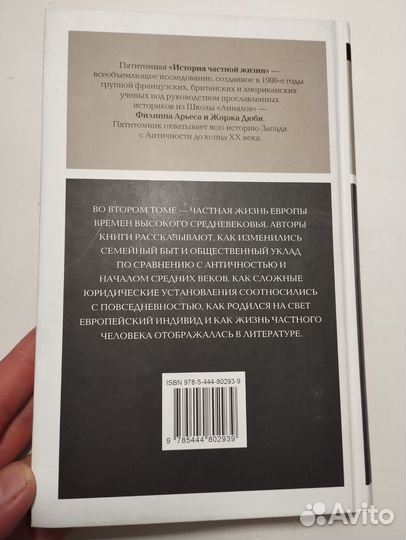 Пятитомная «История частной жизни» —
всеобъемлющее исследование, созданное в 1980-е годы
группой французских, британских и американских
ученых под руководством прославленных
историков из Школы «Анналов» —
Филиппа Арьеса и Жоржа Дюби.
Пятитомник охватывает всю историю Запада
с Античности до конца XX века.
ВО ВТОРОМ ТОМЕ — ЧАСТНАЯ ЖИЗНЬ ЕВРОПЫ
ВРЕМЕН ВЫСОКОГО СРЕДНЕВЕКОВЬЯ. АВТОРЫ
КНИГИ РАССКАЗЫВАЮТ, КАК ИЗМЕНИЛИСЬ
СЕМЕЙНЫЙ БЫТ И ОБЩЕСТВЕННЫЙ УКЛАД
ПО СРАВНЕНИЮ С АНТИЧНОСТЬЮ И
НАЧАЛОМ СРЕДНИХ ВЕКОВ, КАК СЛОЖНЫЕ
ЮРИДИЧЕСКИЕ УСТАНОВЛЕНИЯ СООТНОСИЛИСЬ
С ПОВСЕДНЕВНОСТЬЮ, КАК РОДИЛСЯ НА СВЕТ
ЕВРОПЕЙСКИЙ ИНДИВИД И КАК ЖИЗНЬ ЧАСТНОГО
ЧЕЛОВЕКА ОТОБРАЖАЛАСЬ В ЛИТЕРАТУРЕ.
ISBN 978-5-444-80293-9
9 785444 802939
Avito